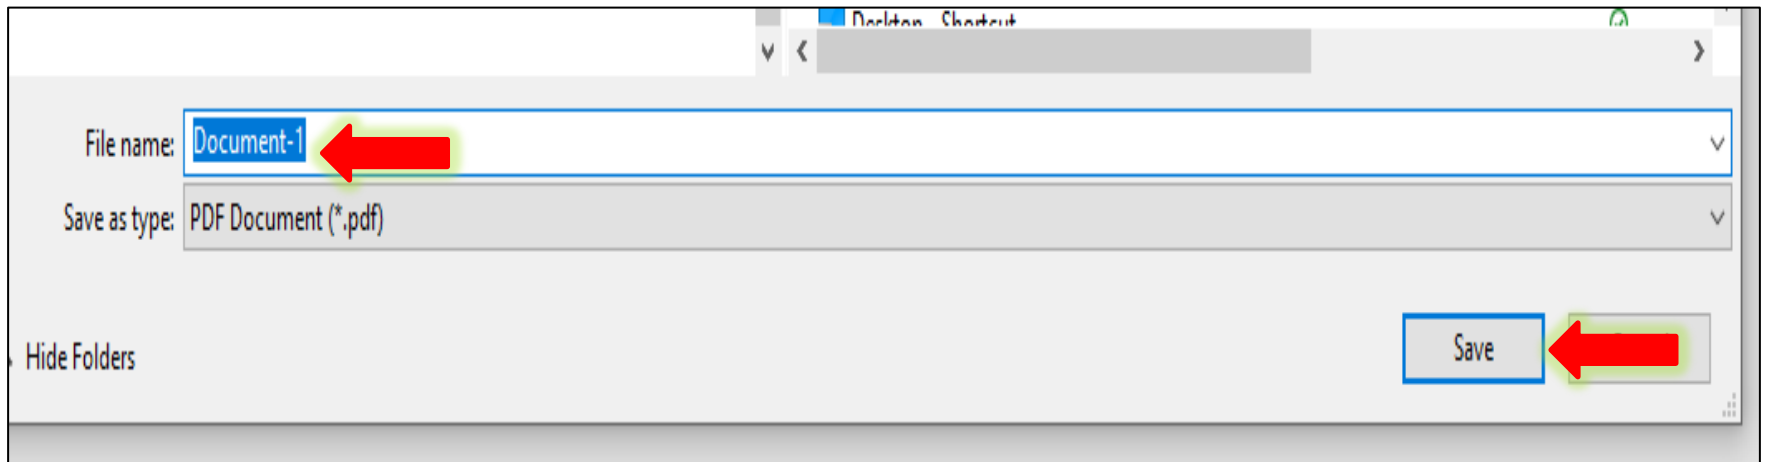 Desktop - Shortcut
File name: Document-1
Save as type: PDF Document (*.pdf)
Hide Folders
Save